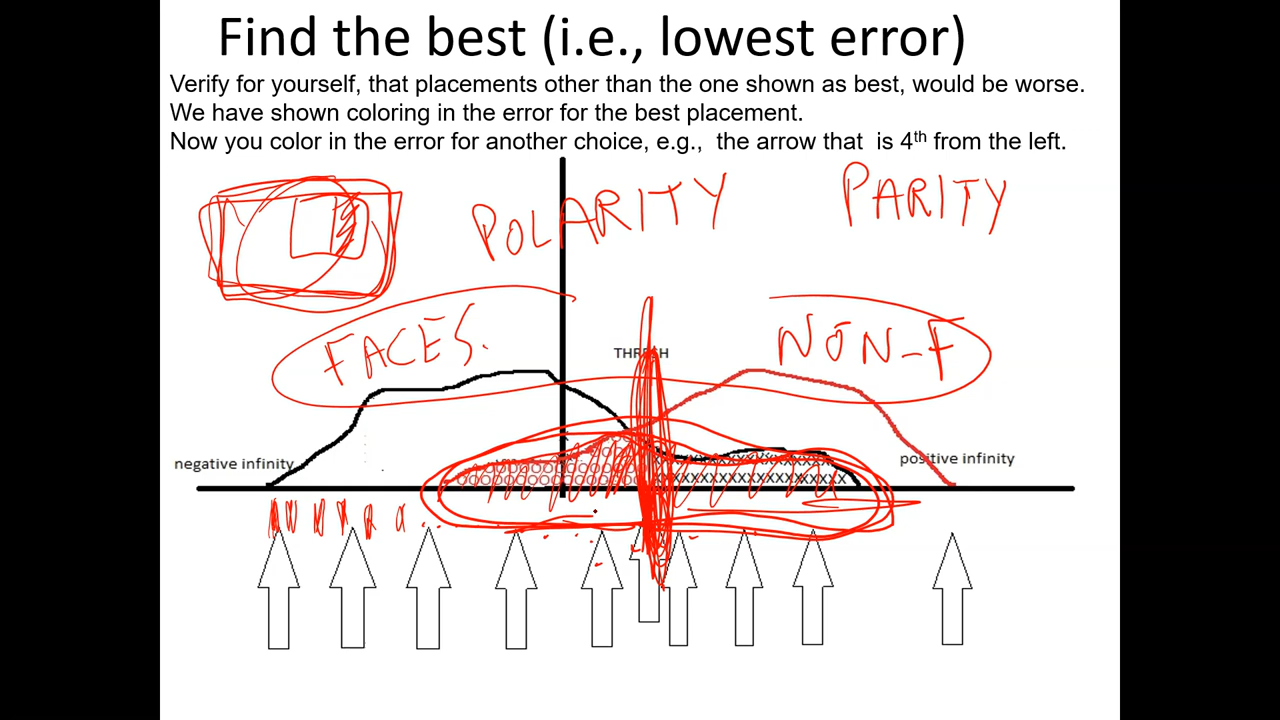 Find the best (i.e., lowest error)
Verify for yourself, that placements other than the one shown as best, would be worse.
We have shown coloring in the error for the best placement.
Now you color in the error for another choice, e.g., the arrow that is 4th from the left.
POLARITY PARITY
FACES. NON-F
THRESH
negative infinity positive infinity